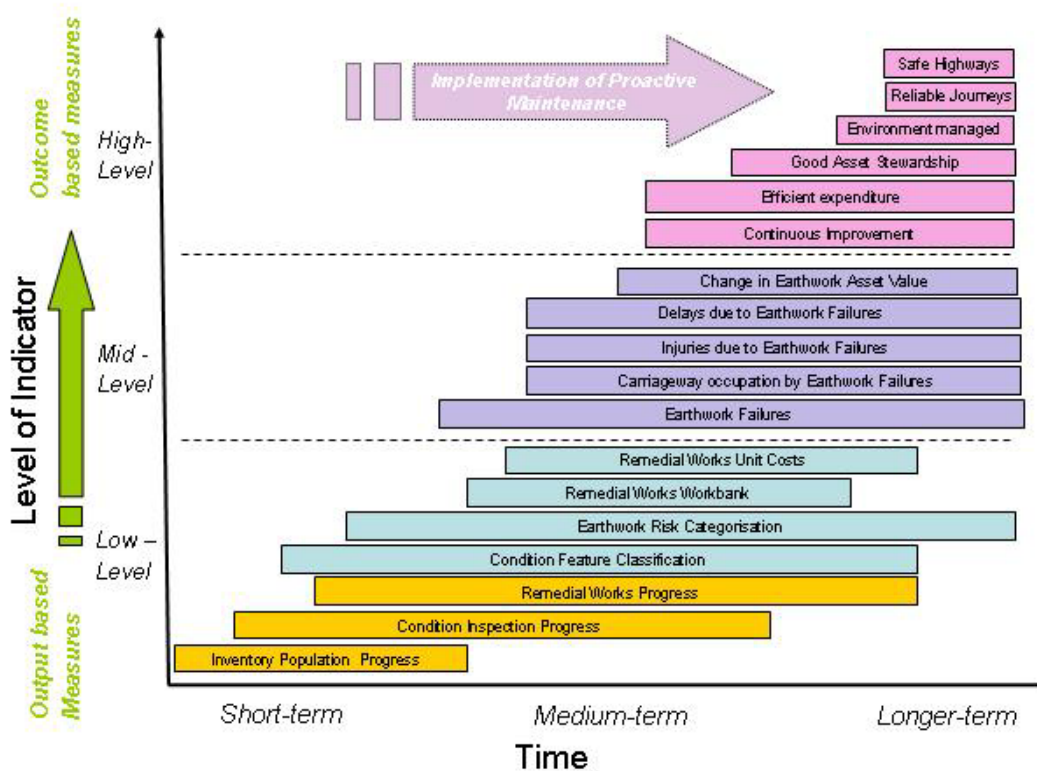 Outcome
based measures
High-
Level
Implementation of Proactive
Maintenance
Safe Highways
Reliable Journeys
Environment managed
Good Asset Stewardship
Efficient expenditure
Continuous Improvement
Level of Indicator
Mid -
Level
Change in Earthwork Asset Value
Delays due to Earthwork Failures
Injuries due to Earthwork Failures
Carriageway occupation by Earthwork Failures
Earthwork Failures
Low –
Level
Remedial Works Unit Costs
Remedial Works Workbank
Earthwork Risk Categorisation
Condition Feature Classification
Remedial Works Progress
Condition Inspection Progress
Inventory Population Progress
Output based
Measures
Short-term
Medium-term
Longer-term
Time